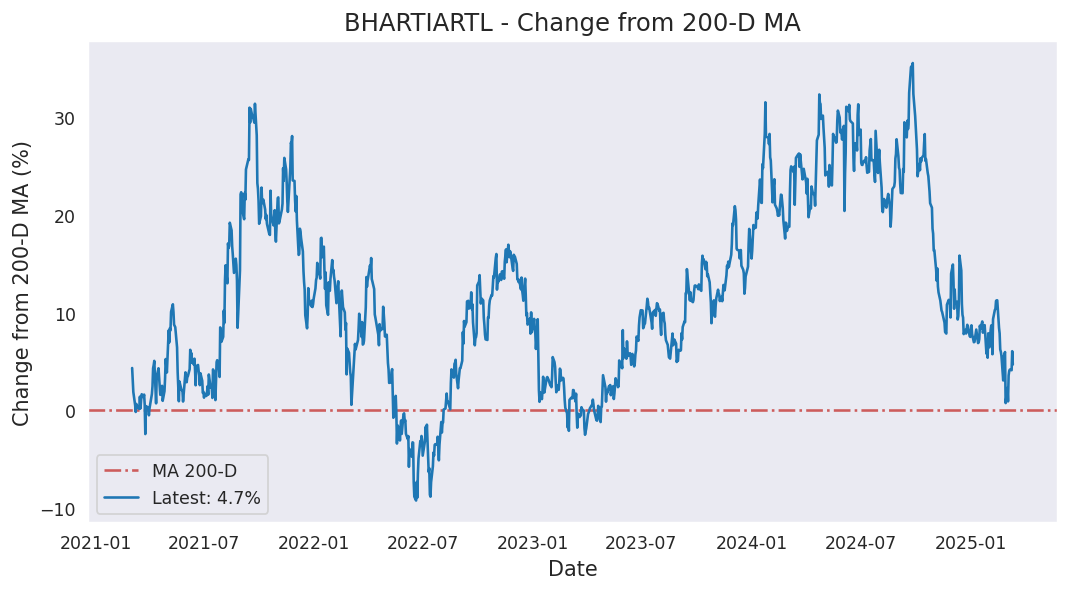 BHARTIARTL - Change from 200-D MA
Change from 200-D MA (%)
30
20
10
0
−10
MA 200-D
Latest: 4.7%
2021-01 2021-07 2022-01 2022-07 2023-01 2023-07 2024-01 2024-07 2025-01
Date